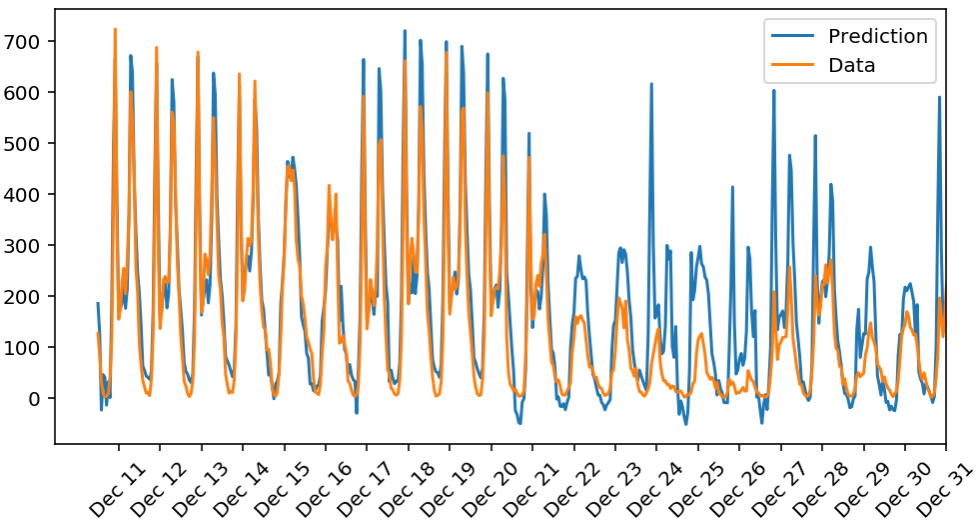 700
600
500
400
300
200
100
0
Prediction
Data
Dec 11
Dec 12
Dec 13
Dec 14
Dec 15
Dec 16
Dec 17
Dec 18
Dec 19
Dec 20
Dec 21
Dec 22
Dec 23
Dec 24
Dec 25
Dec 26
Dec 27
Dec 28
Dec 29
Dec 30
Dec 31